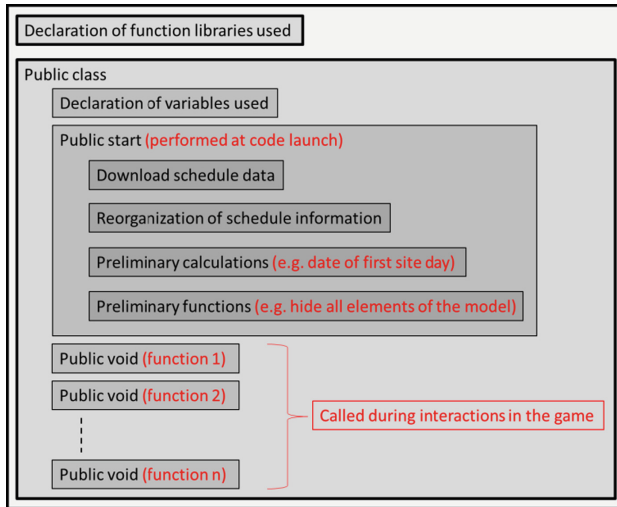 Declaration of function libraries used
Public class
Declaration of variables used
Public start (performed at code launch)
Download schedule data
Reorganization of schedule information
Preliminary calculations (e.g. date of first site day)
Preliminary functions (e.g. hide all elements of the model)
Public void (function 1)
Public void (function 2)
Called during interactions in the game
Public void (function n)